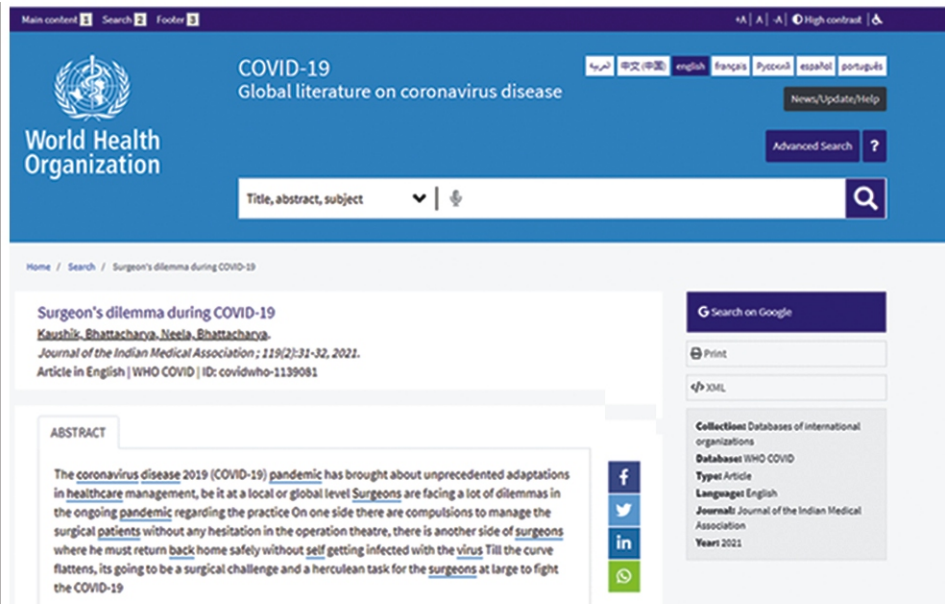 Main content 1 Search 2 Footer 3
+A | A | -A | High contrast |
COVID-19
Global literature on coronavirus disease
عربي 中文 (中国) english français Русский español português
News/Update/Help
World Health
Organization
Advanced Search ?
Title, abstract, subject
Home / Search / Surgeon's dilemma during COVID-19
Surgeon's dilemma during COVID-19
Kaushik, Bhattacharya, Neela, Bhattacharya.
Journal of the Indian Medical Association ; 119(2):31-32, 2021.
Article in English | WHO COVID | ID: covidwho-1139081
G Search on Google
Print
</> XML
ABSTRACT
The coronavirus disease 2019 (COVID-19) pandemic has brought about unprecedented adaptations
in healthcare management, be it at a local or global level Surgeons are facing a lot of dilemmas in
the ongoing pandemic regarding the practice On one side there are compulsions to manage the
surgical patients without any hesitation in the operation theatre, there is another side of surgeons
where he must return back home safely without self getting infected with the virus Till the curve
flattens, its going to be a surgical challenge and a herculean task for the surgeons at large to fight
the COVID-19
f
in
Collection: Databases of international
organizations
Database: WHO COVID
Type: Article
Language: English
Journal: Journal of the Indian Medical
Association
Year: 2021